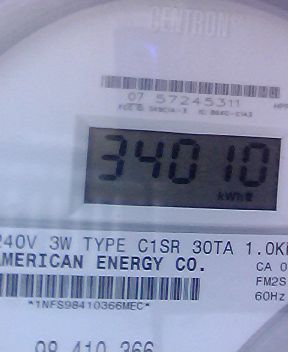 CENTRON
07 57245311
34010
kWh
240V 3W TYPE C1SR 30TA 1.0K
AMERICAN ENERGY CO.
CA 0
FM2S
60Hz
*1NFS98410366MEC*
98 410 366